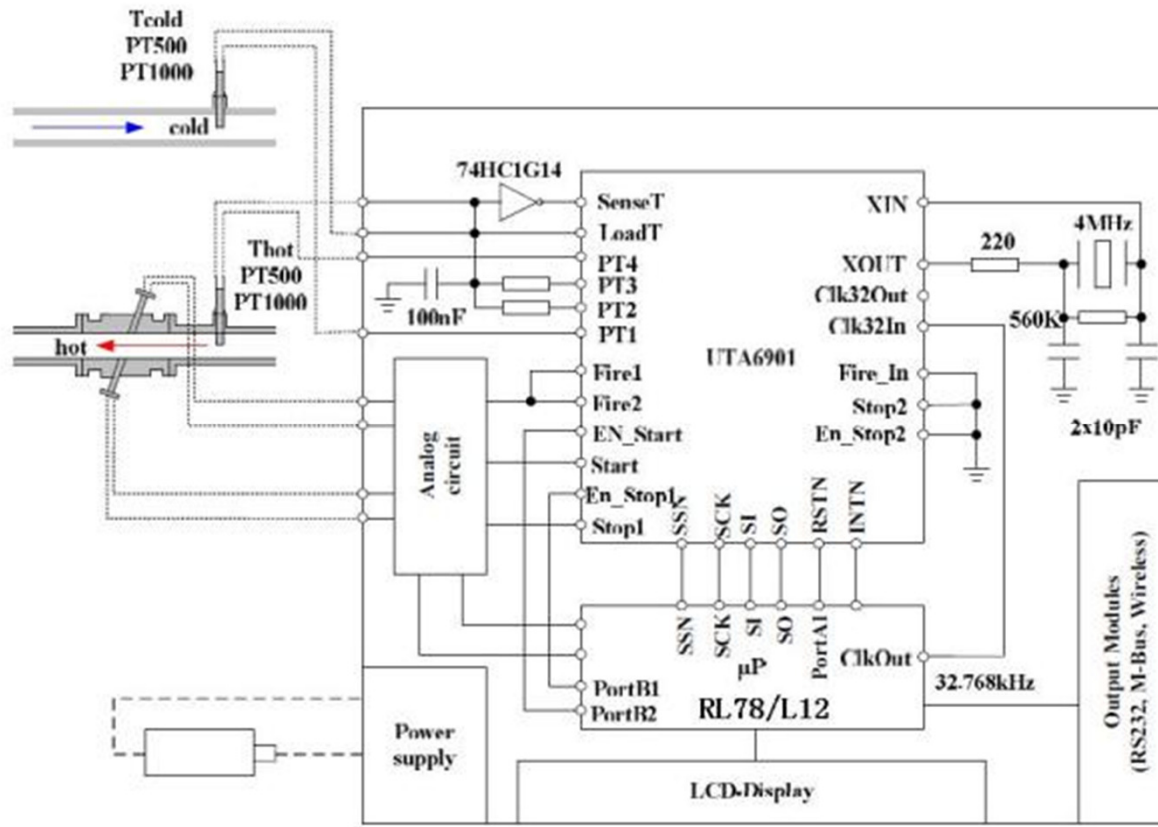 Tcold
PT500
PT1000
cold
74HC1G14
SenseT
LoadT
PT4
PT3
PT2
PT1
100nF
Thot
PT500
PT1000
hot
UTA6901
XIN
XOUT
Clk32Out
Clk32In
Fire_In
Stop2
En_Stop2
220
4MHz
560K
2x10pF
Fire1
Fire2
EN_Start
Start
En_Stop1
Stop1
Analog
circuit
SSN
SCK
SI
SO
RSTN
INTN
SSN
SCK
SI
SO
PortAI
μP
ClkOut
32.768kHz
PortB1
PortB2
RL78/L12
Power
supply
LCD-Display
Output Modules
(RS232, M-Bus, Wireless)